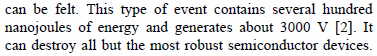 can be felt. This type of event contains several hundred
nanojoules of energy and generates about 3000 V [2]. It
can destroy all but the most robust semiconductor devices.